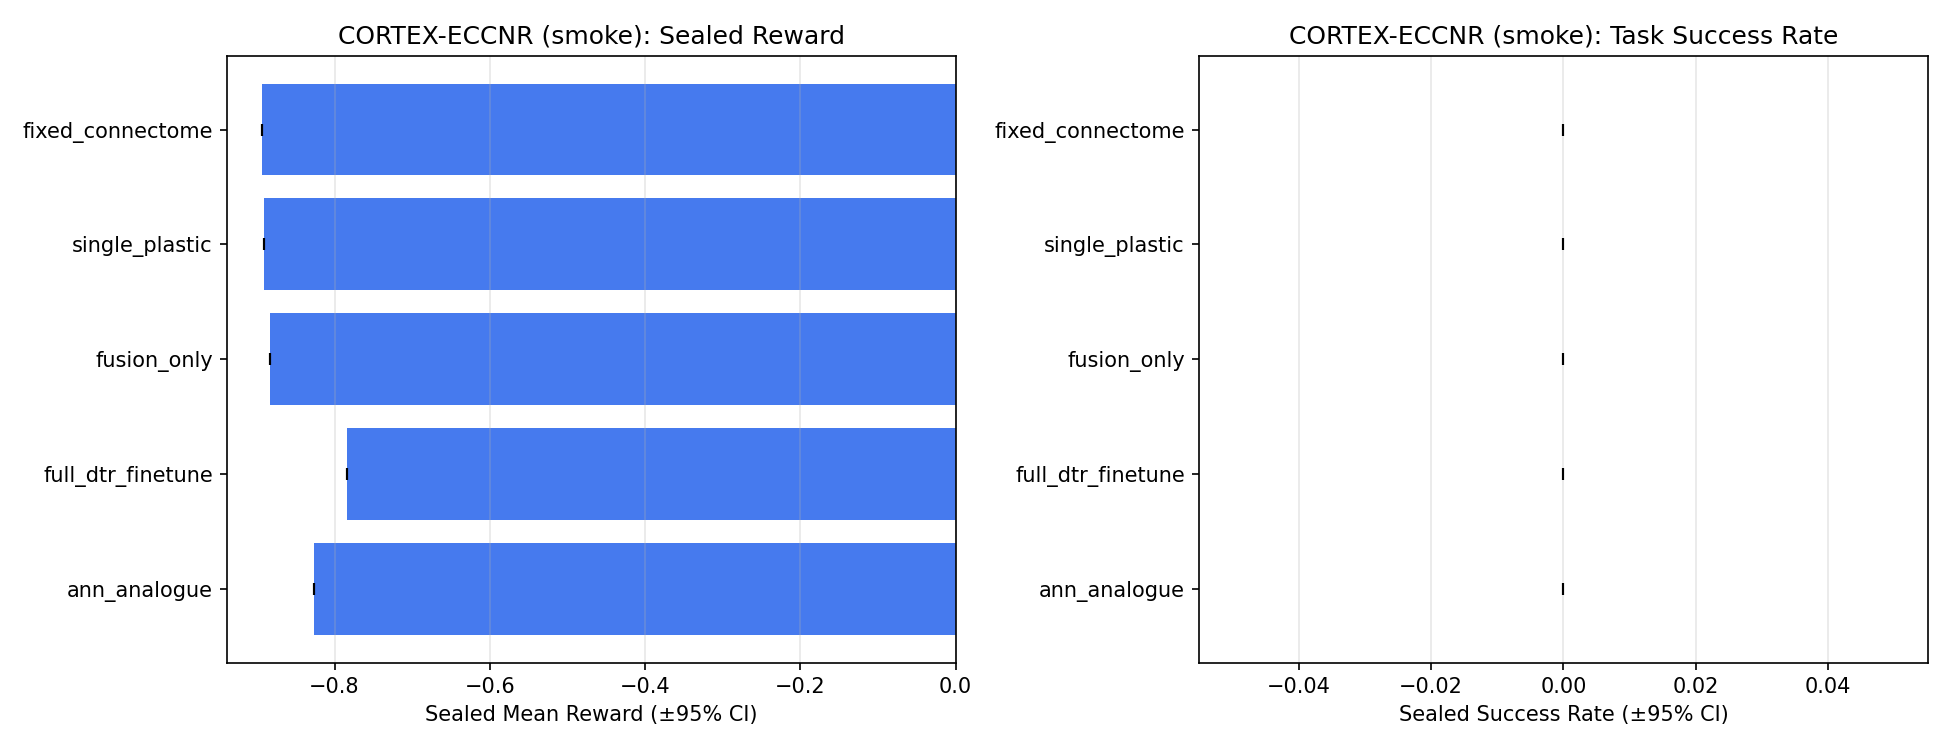 CORTEX-ECCNR (smoke): Sealed Reward
fixed_connectome
single_plastic
fusion_only
full_dtr_finetune
ann_analogue
−0.8 −0.6 −0.4 −0.2 0.0
Sealed Mean Reward (±95% CI)
CORTEX-ECCNR (smoke): Task Success Rate
fixed_connectome
single_plastic
fusion_only
full_dtr_finetune
ann_analogue
−0.04 −0.02 0.00 0.02 0.04
Sealed Success Rate (±95% CI)